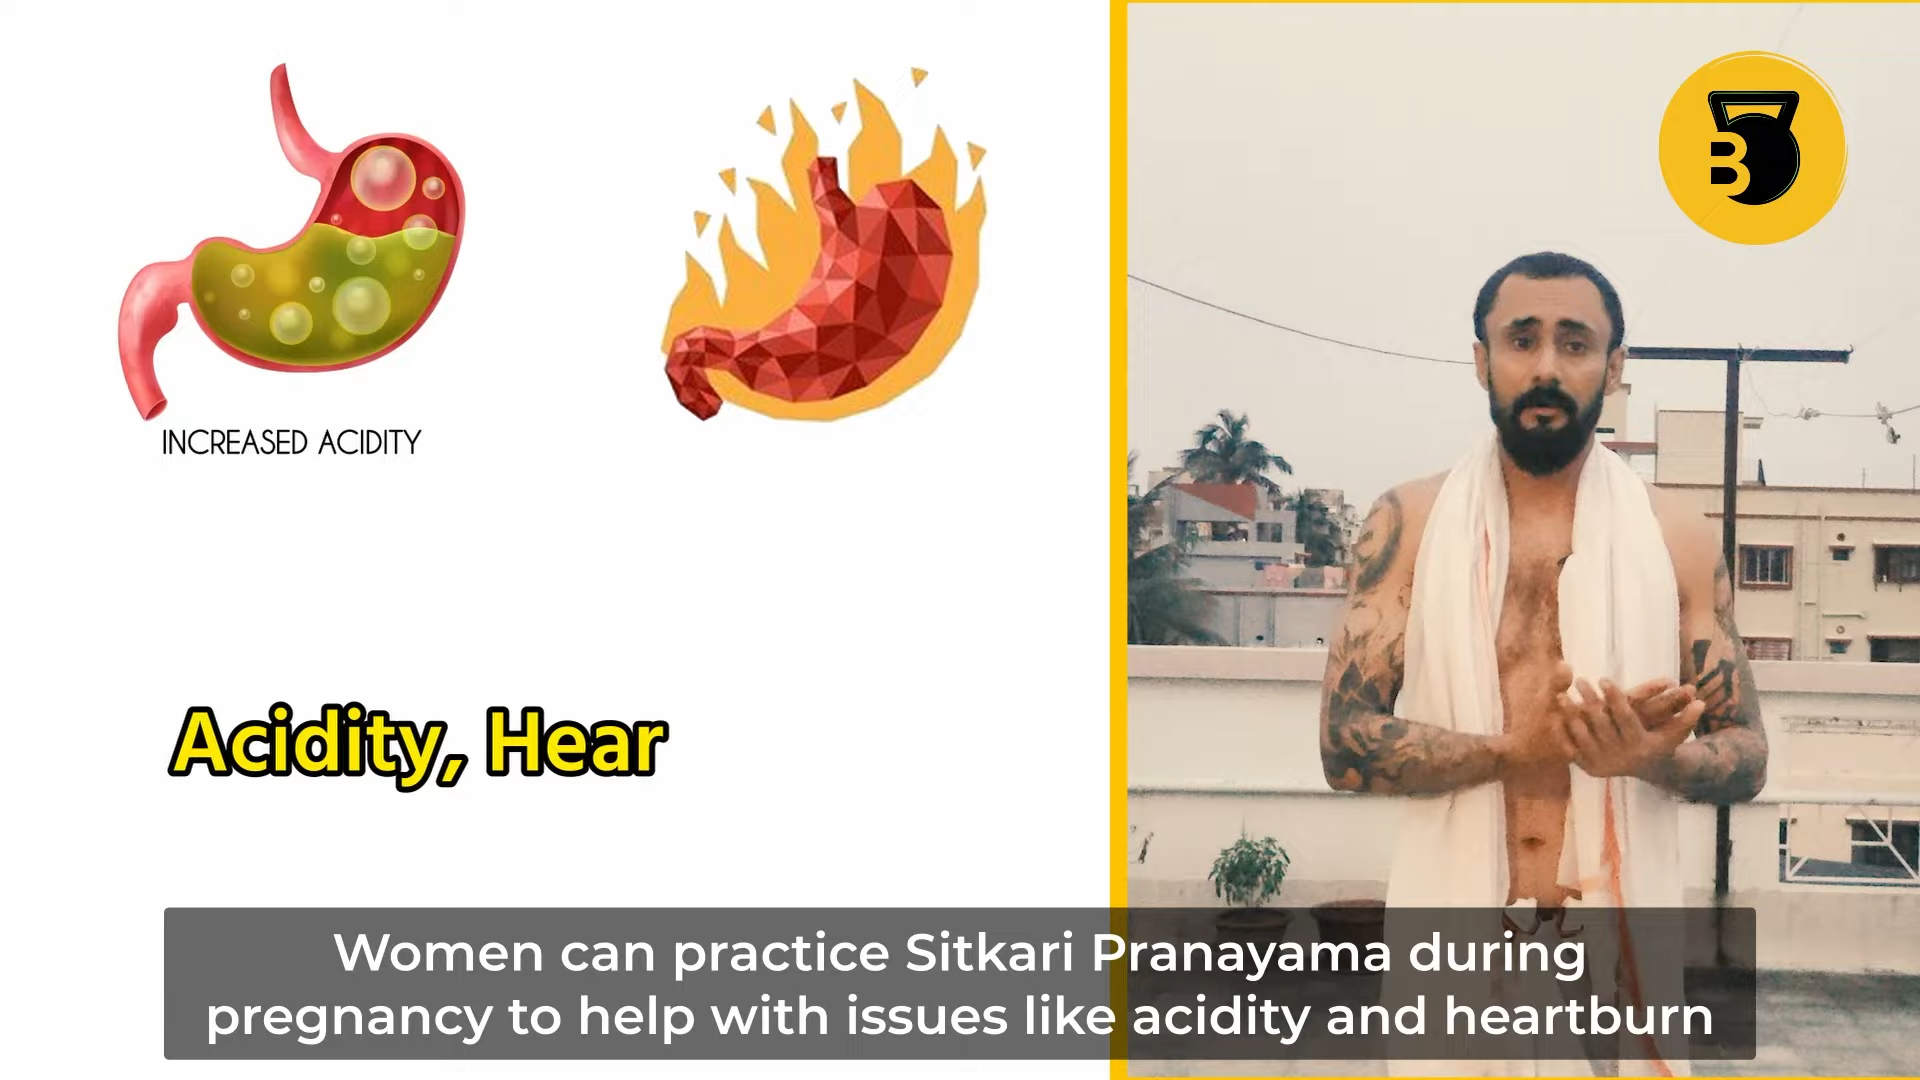 INCREASED ACIDITY
B
Acidity, Hear
Women can practice Sitkari Pranayama during
pregnancy to help with issues like acidity and heartburn